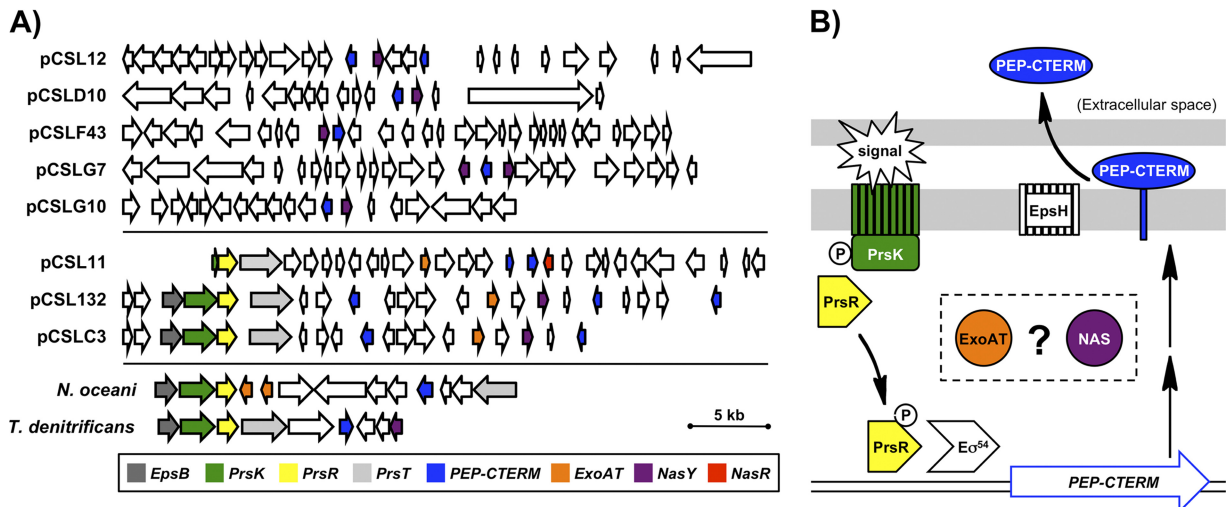 A)
pCSL12
pCSLD10
pCSLF43
pCSLG7
pCSLG10
pCSL11
pCSL132
pCSLC3
N. oceani
T. denitrificans
5 kb
EpsB PrsK PrsR PrsT PEP-CTERM ExoAT NasY NasR
B)
PEP-CTERM
(Extracellular space)
signal
PEP-CTERM
EpsH
P
PrsK
PrsR
ExoAT ? NAS
P
PrsR Eσ54
PEP-CTERM